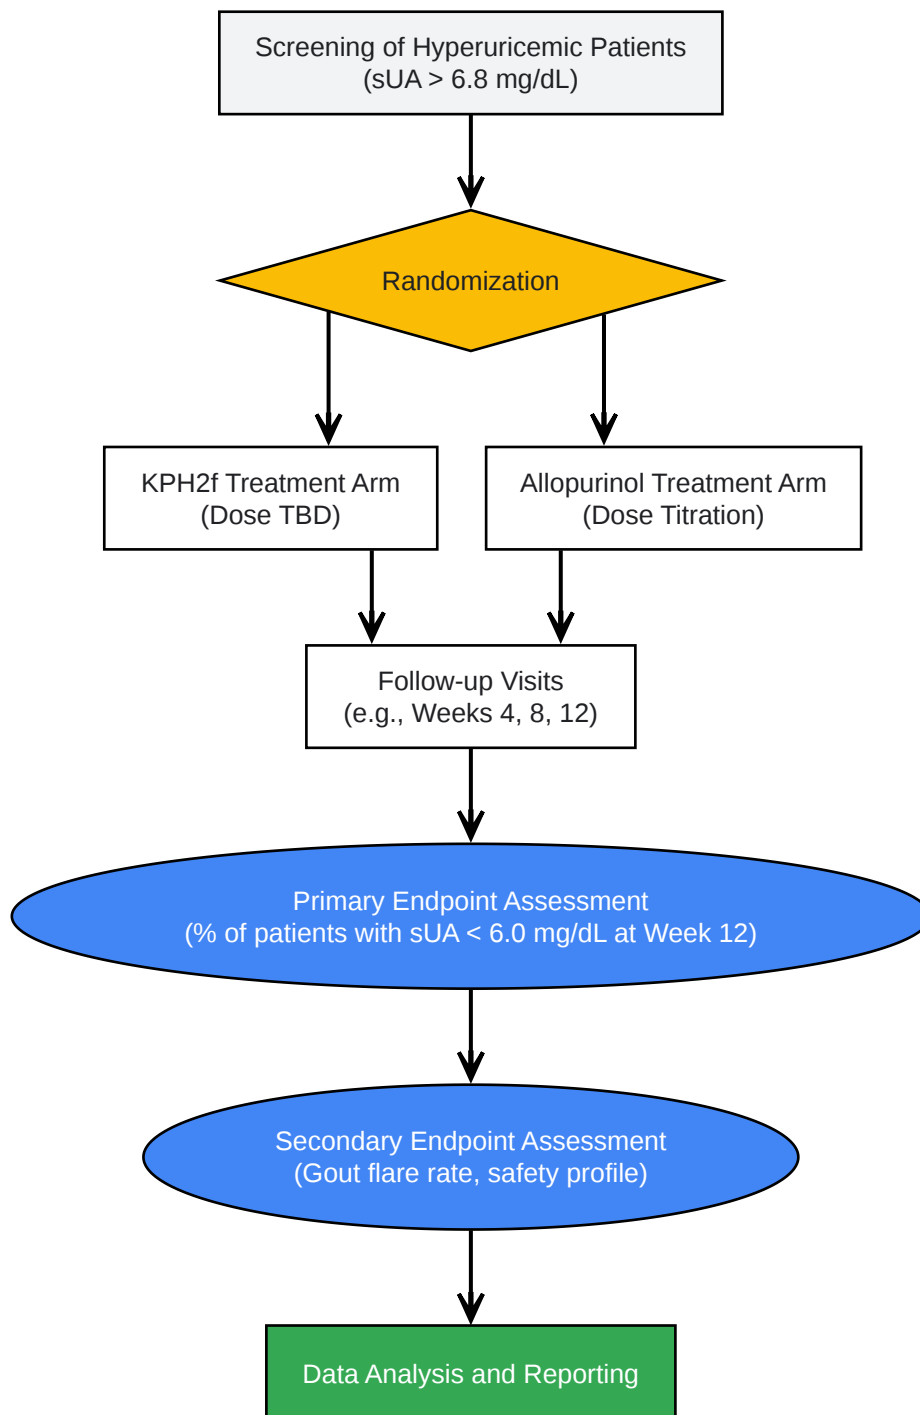 Screening of Hyperuricemic Patients
(sUA > 6.8 mg/dL)
Randomization
KPH2f Treatment Arm
(Dose TBD)
Allopurinol Treatment Arm
(Dose Titration)
Follow-up Visits
(e.g., Weeks 4, 8, 12)
Primary Endpoint Assessment
(% of patients with sUA < 6.0 mg/dL at Week 12)
Secondary Endpoint Assessment
(Gout flare rate, safety profile)
Data Analysis and Reporting